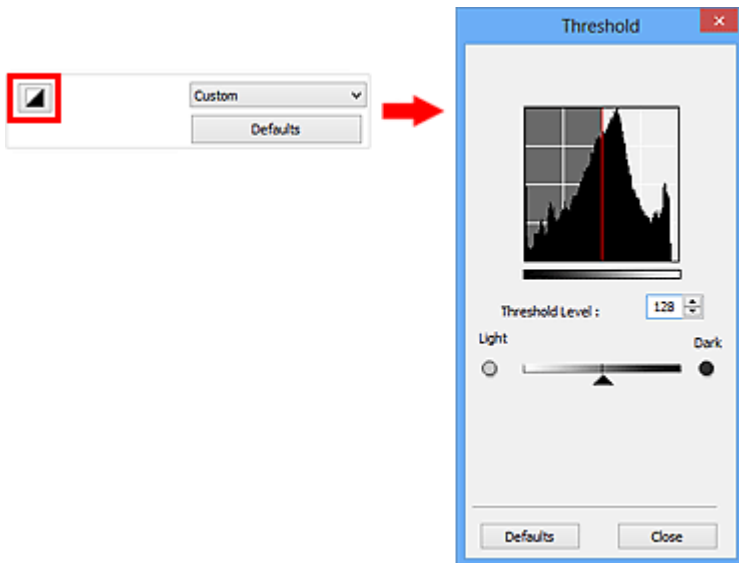 Custom
Defaults
Threshold
Threshold Level :
128
Light
Dark
Defaults
Close